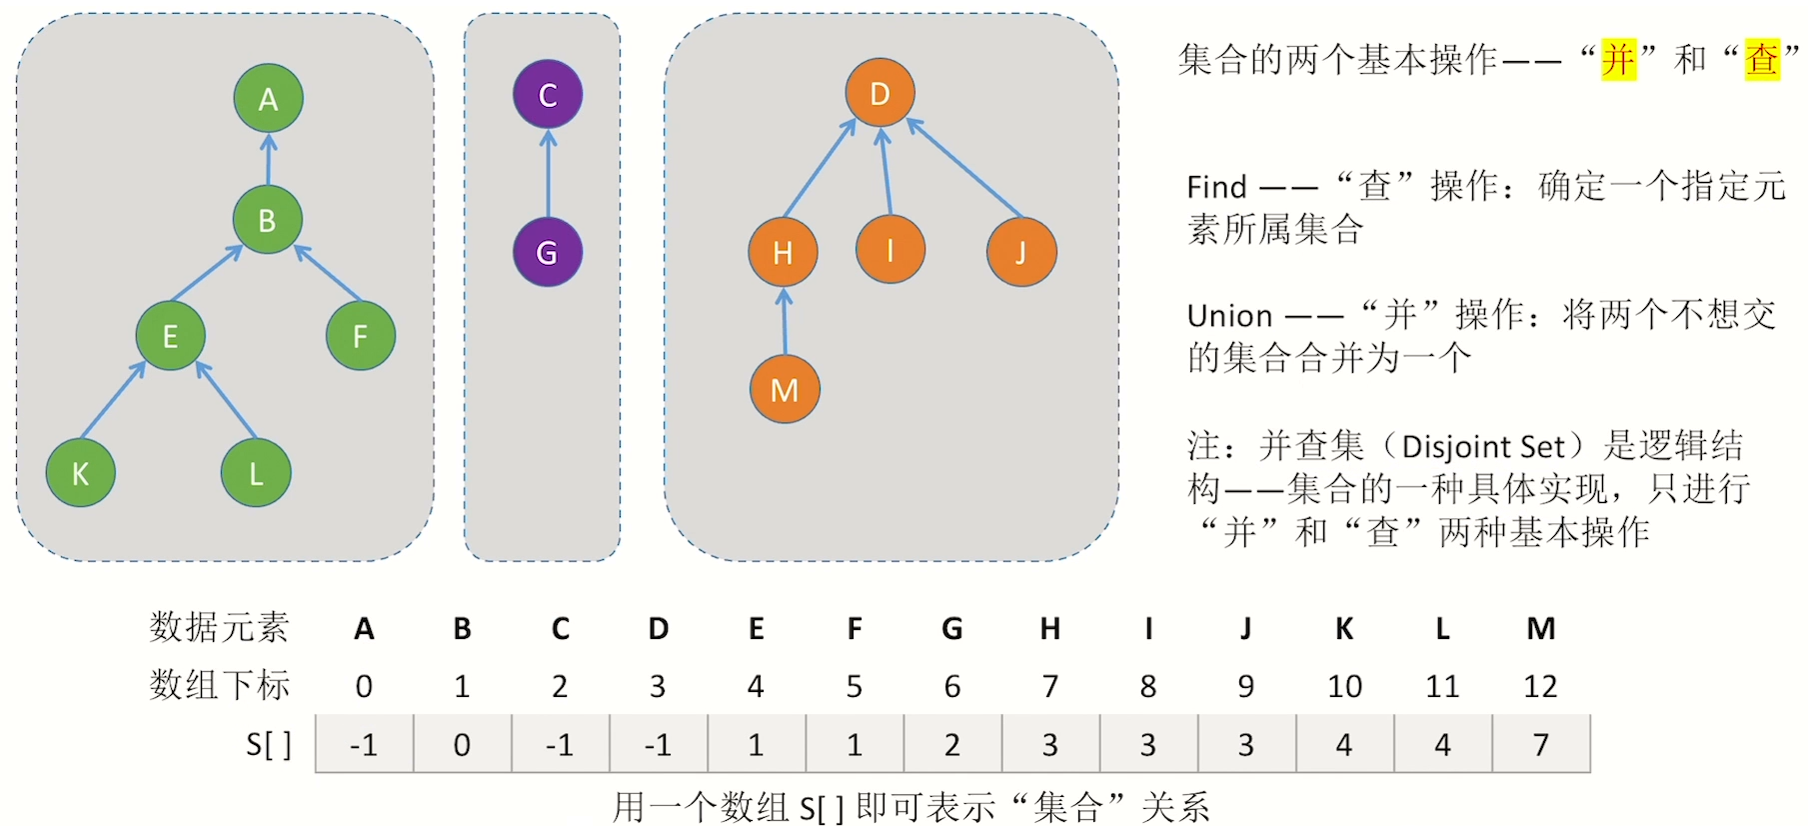 A
B
E
F
K
L
C
G
D
H
I
J
M
集合的两个基本操作——“并”和“查”
Find ——“查”操作：确定一个指定元
素所属集合
Union ——“并”操作：将两个不想交
的集合合并为一个
注：并查集（Disjoint Set）是逻辑结
构——集合的一种具体实现，只进行
“并”和“查”两种基本操作
数据元素 A B C D E F G H I J K L M
数组下标 0 1 2 3 4 5 6 7 8 9 10 11 12
S[ ] -1 0 -1 -1 1 1 2 3 3 3 4 4 7
用一个数组 S[ ] 即可表示“集合”关系